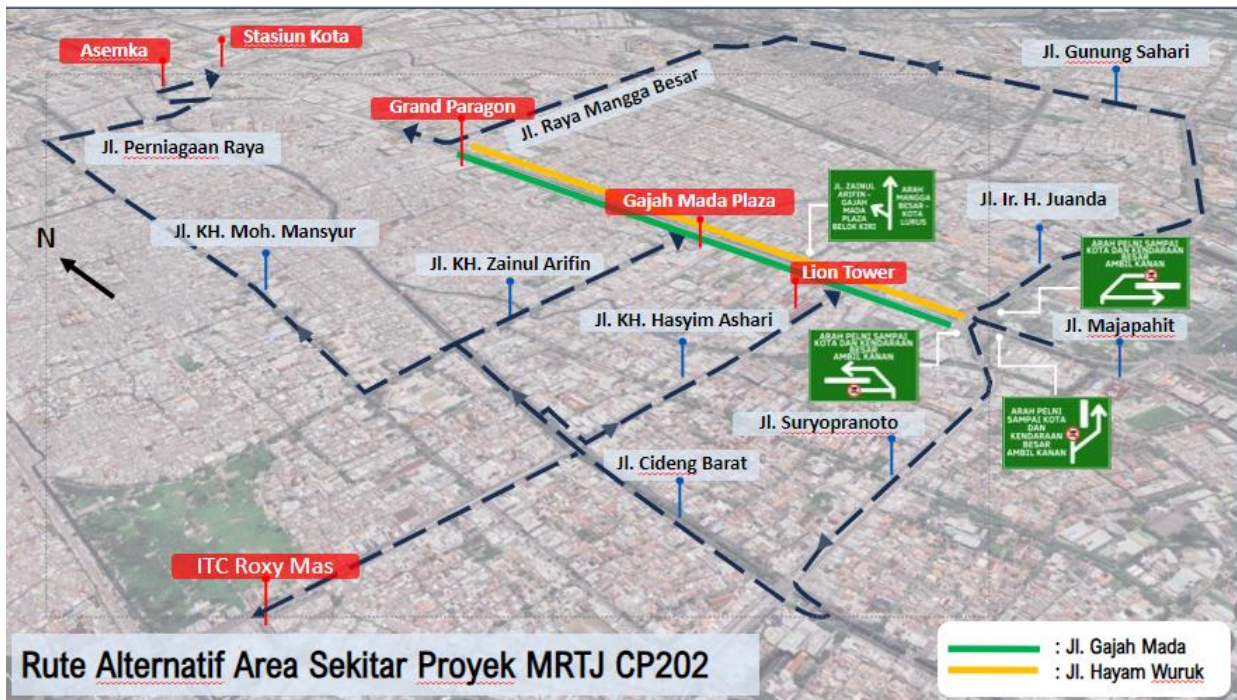 Stasiun Kota
Asemka
Jl. Gunung Sahari
Grand Paragon
Jl. Raya Mangga Besar
Jl. Perniagaan Raya
JL. ZAINUL
ARIFIN -
GAJAH
MADA
PLAZA
BELOK KIRI
ARAH
MANGGA
BESAR -
KOTA
LURUS
Gajah Mada Plaza
Jl. Ir. H. Juanda
N
Jl. KH. Moh. Mansyur
Jl. KH. Zainul Arifin
ARAH PELNI SAMPAI
KOTA DAN KENDARAAN
BESAR
AMBIL KANAN
Lion Tower
Jl. KH. Hasyim Ashari
Jl. Majapahit
ARAH PELNI SAMPAI
KOTA DAN KENDARAAN
BESAR
AMBIL KANAN
ARAH PELNI
SAMPAI KOTA
DAN
KENDARAAN
BESAR
AMBIL KANAN
Jl. Suryopranoto
Jl. Cideng Barat
ITC Roxy Mas
Rute Alternatif Area Sekitar Proyek MRTJ CP202
: Jl. Gajah Mada
: Jl. Hayam Wuruk